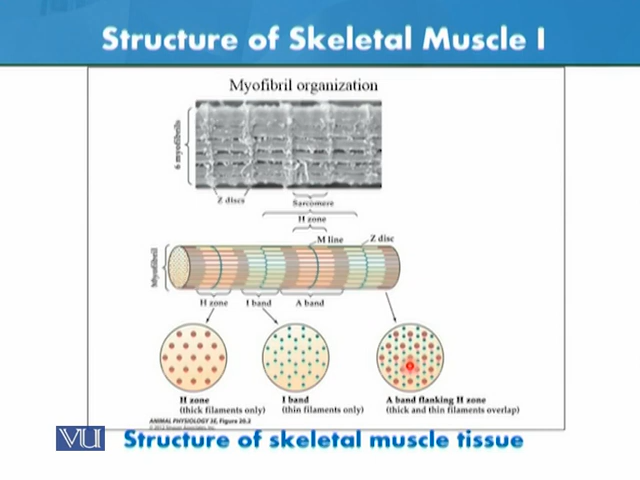 Structure of Skeletal Muscle I
Myofibril organization
6 myofibrils
Z discs
Sarcomere
H zone
M line
Z disc
Myofibril
H zone
I band
A band
H zone
(thick filaments only)
I band
(thin filaments only)
A band flanking H zone
(thick and thin filaments overlap)
ANIMAL PHYSIOLOGY 3E, Figure 20.2
VU
Structure of skeletal muscle tissue